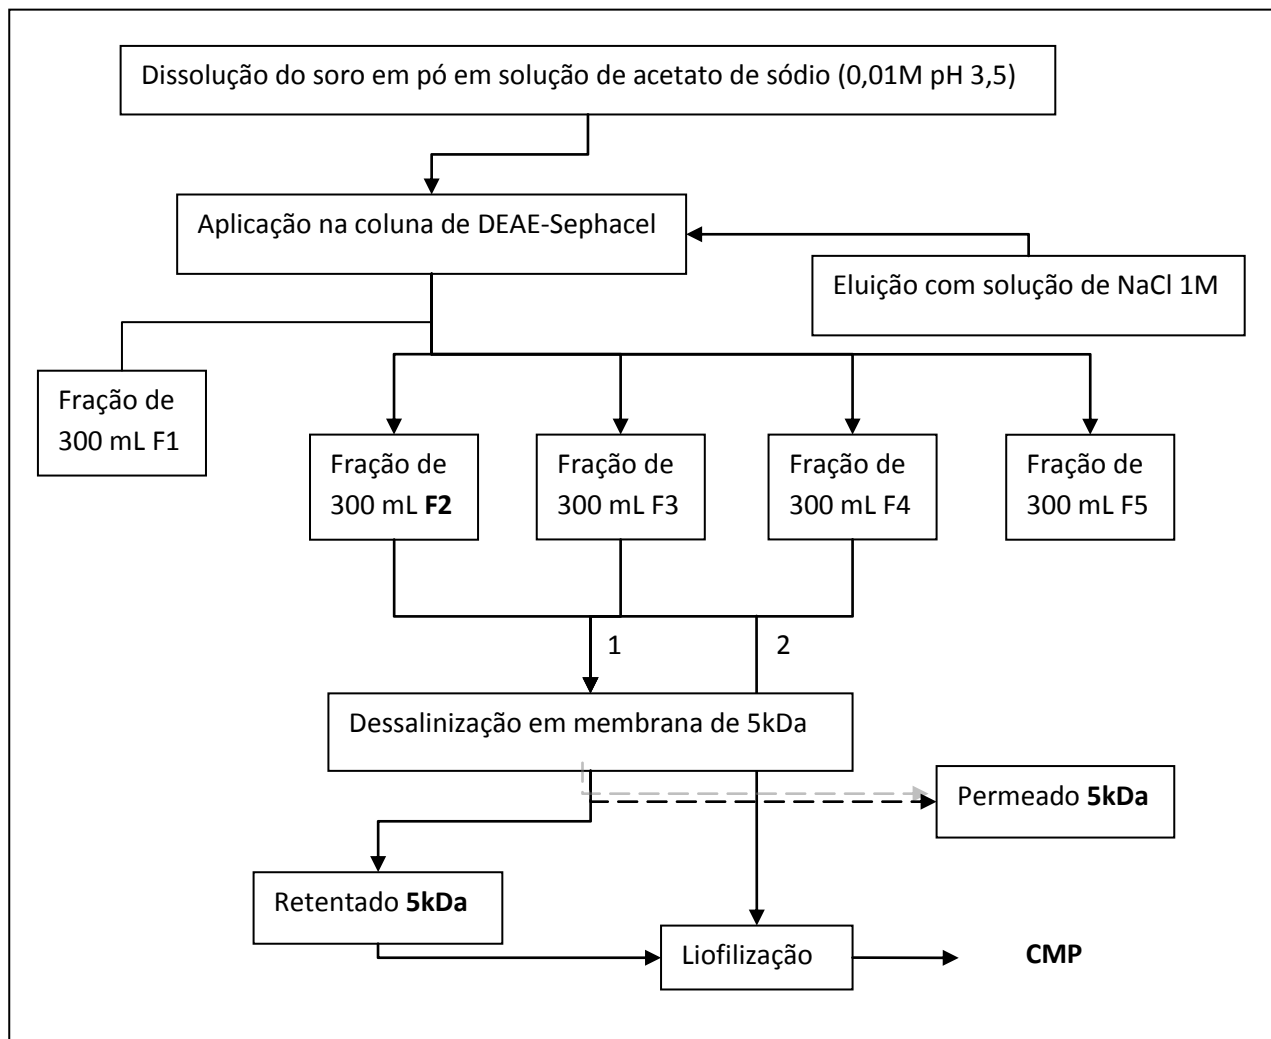 Dissolução do soro em pó em solução de acetato de sódio (0,01M pH 3,5)
Aplicação na coluna de DEAE-Sephacel
Eluição com solução de NaCl 1M
Fração de
300 mL F1
Fração de
300 mL F2
Fração de
300 mL F3
Fração de
300 mL F4
Fração de
300 mL F5
1
2
Dessalinização em membrana de 5kDa
Permeado 5kDa
Retentado 5kDa
Liofilização
CMP